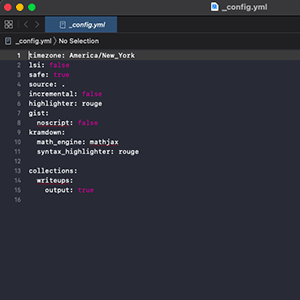 _config.yml
_config.yml
_config.yml 〉No Selection
1 timezone: America/New_York
2 lsi: false
3 safe: true
4 source: .
5 incremental: false
6 highlighter: rouge
7 gist:
8 noscript: false
9 kramdown:
10 math_engine: mathjax
11 syntax_highlighter: rouge
12
13 collections:
14 writeups:
15 output: true
16